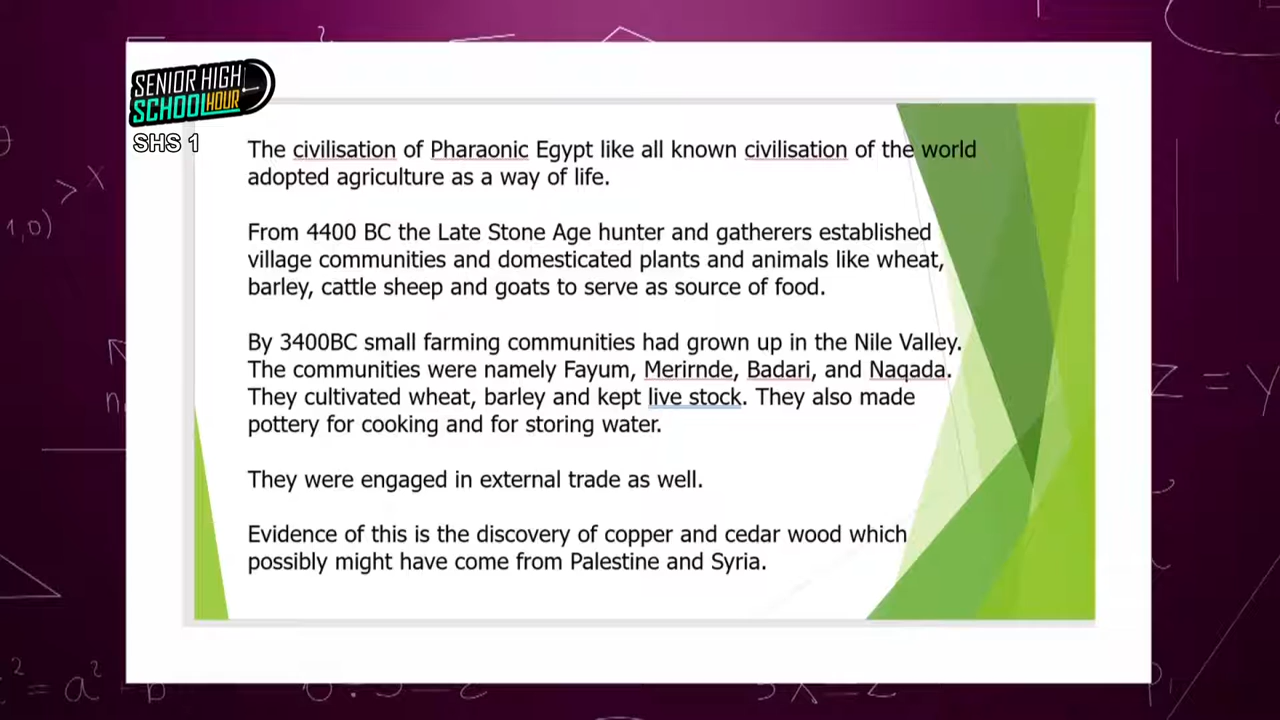 SENIOR HIGH
SCHOOL HOUR
SHS 1
The civilisation of Pharaonic Egypt like all known civilisation of the world
adopted agriculture as a way of life.
From 4400 BC the Late Stone Age hunter and gatherers established
village communities and domesticated plants and animals like wheat,
barley, cattle sheep and goats to serve as source of food.
By 3400BC small farming communities had grown up in the Nile Valley.
The communities were namely Fayum, Merirnde, Badari, and Naqada.
They cultivated wheat, barley and kept live stock. They also made
pottery for cooking and for storing water.
They were engaged in external trade as well.
Evidence of this is the discovery of copper and cedar wood which
possibly might have come from Palestine and Syria.